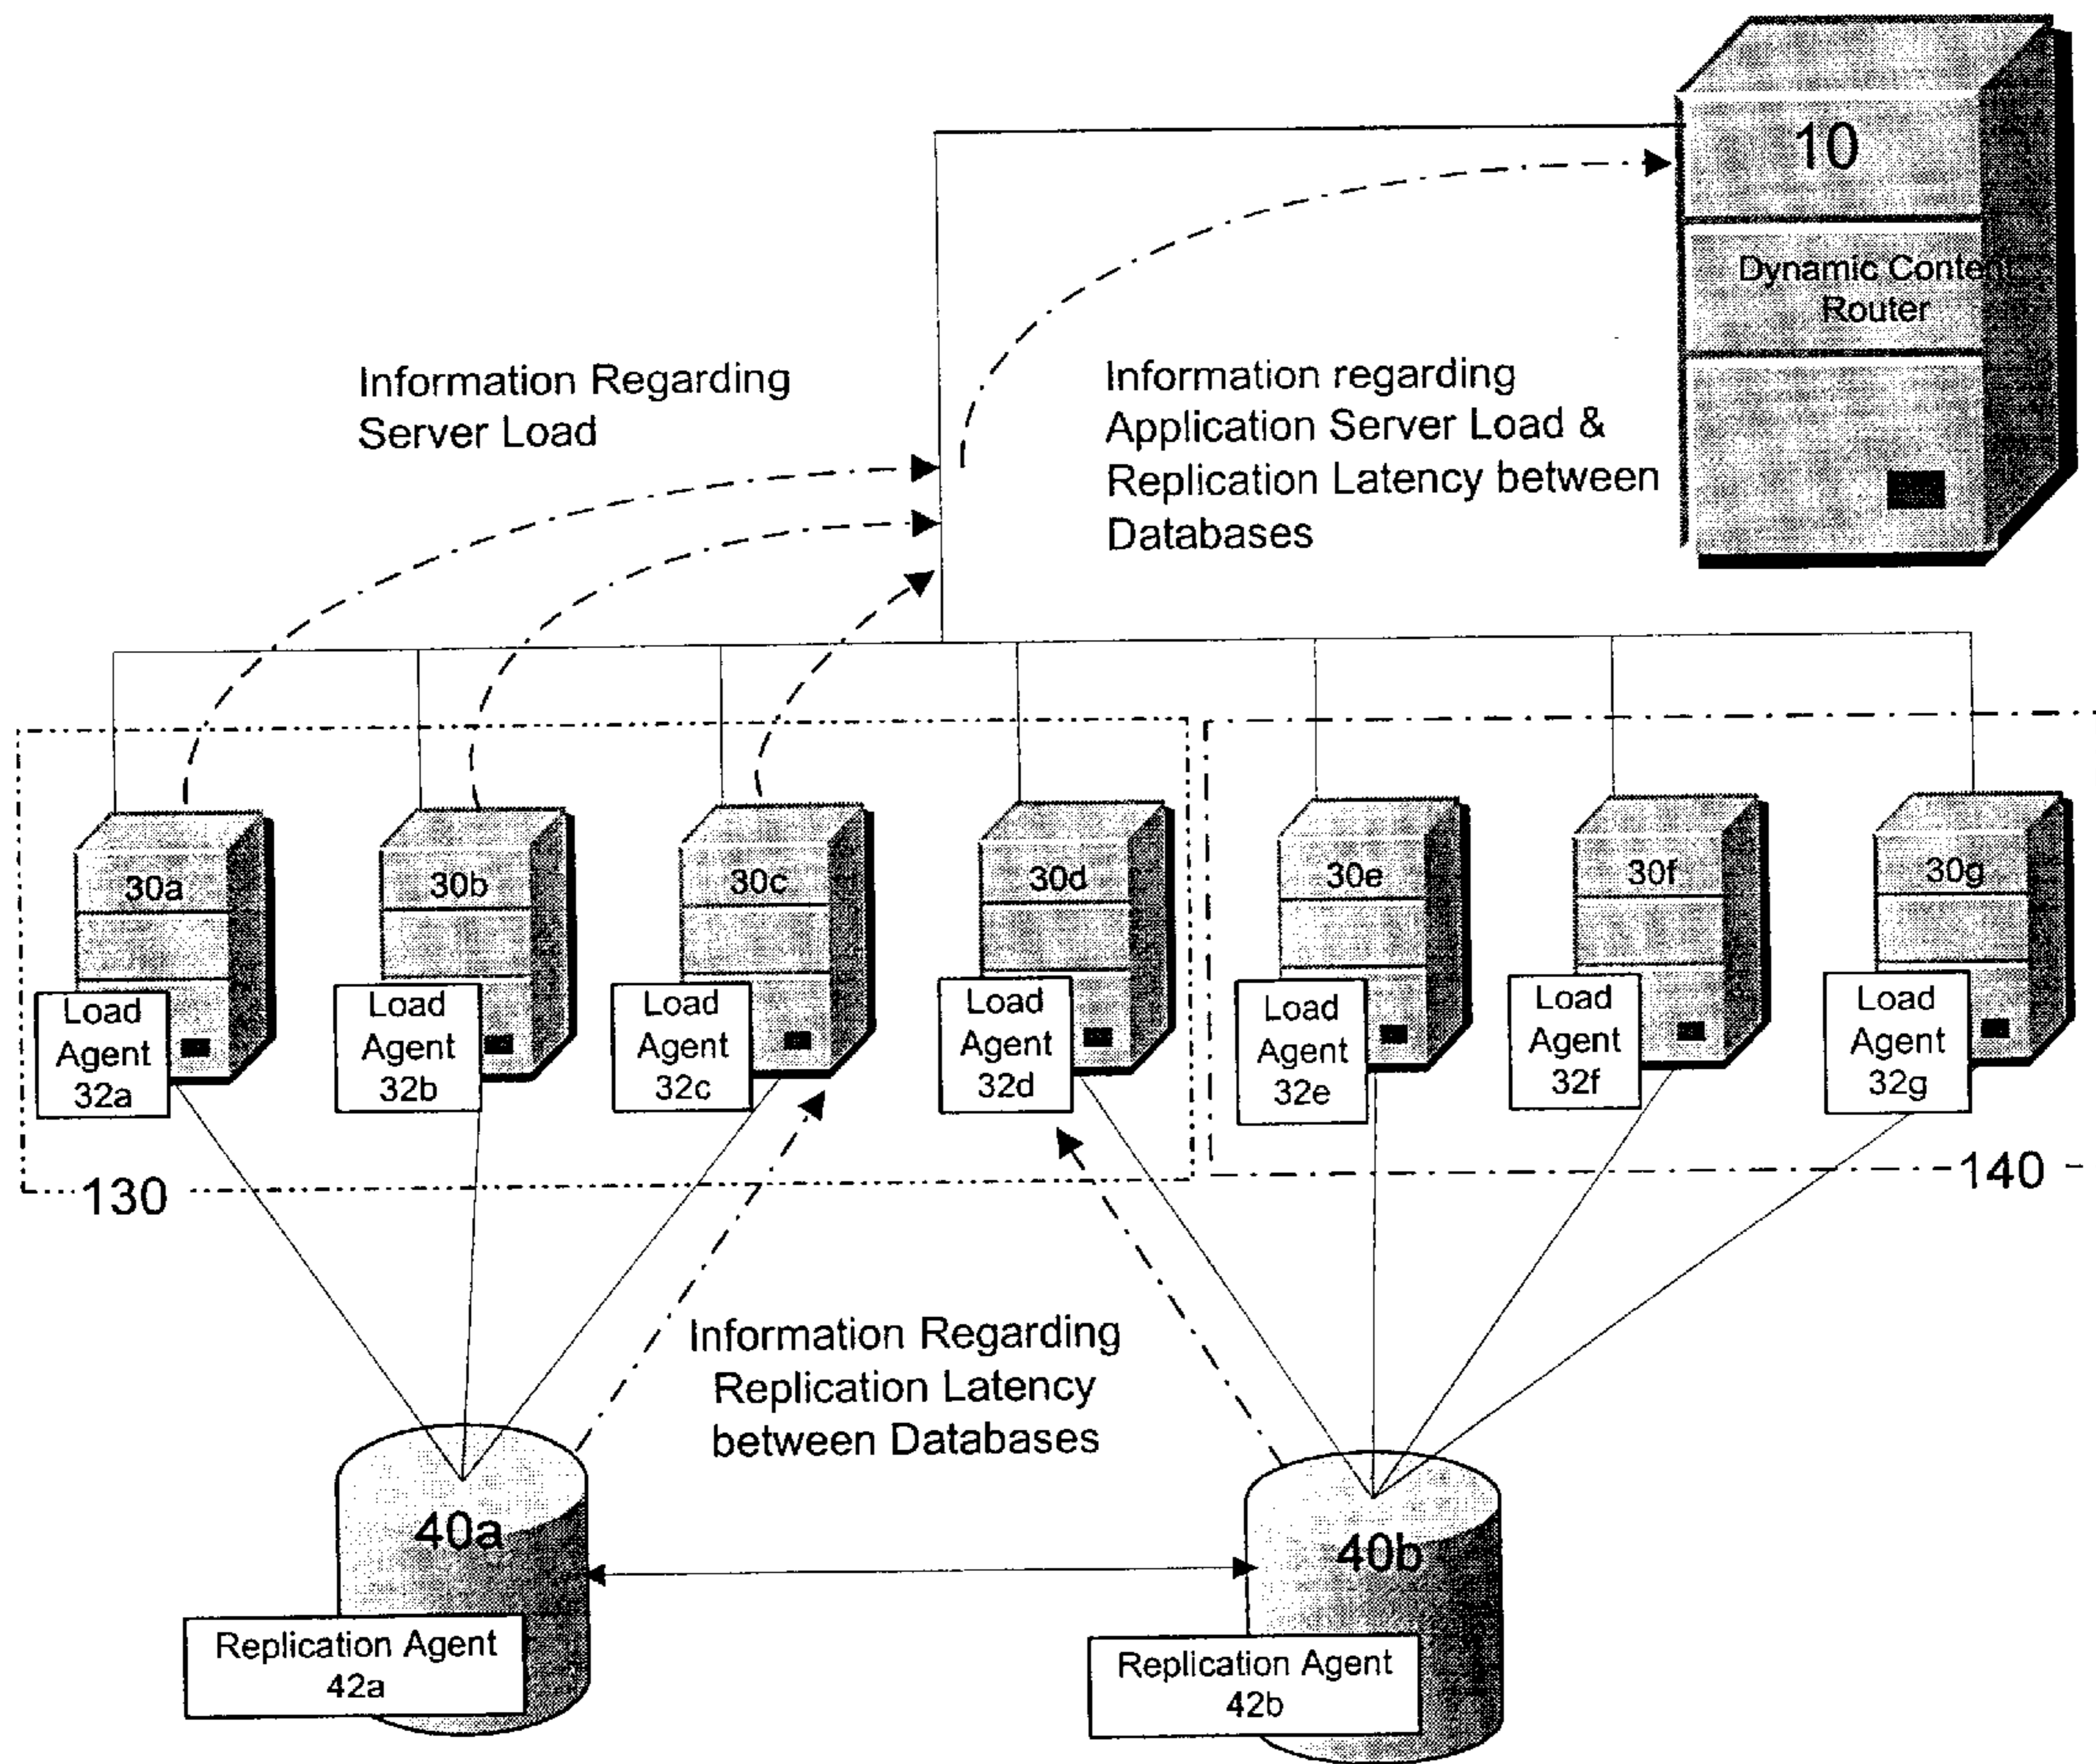 10
Dynamic Content
Router
Information Regarding
Server Load
Information regarding
Application Server Load &
Replication Latency between
Databases
30a
30b
30c
30d
30e
30f
30g
Load
Agent
32a
Load
Agent
32b
Load
Agent
32c
Load
Agent
32d
Load
Agent
32e
Load
Agent
32f
Load
Agent
32g
130
140
Information Regarding
Replication Latency
between Databases
40a
40b
Replication Agent
42a
Replication Agent
42b